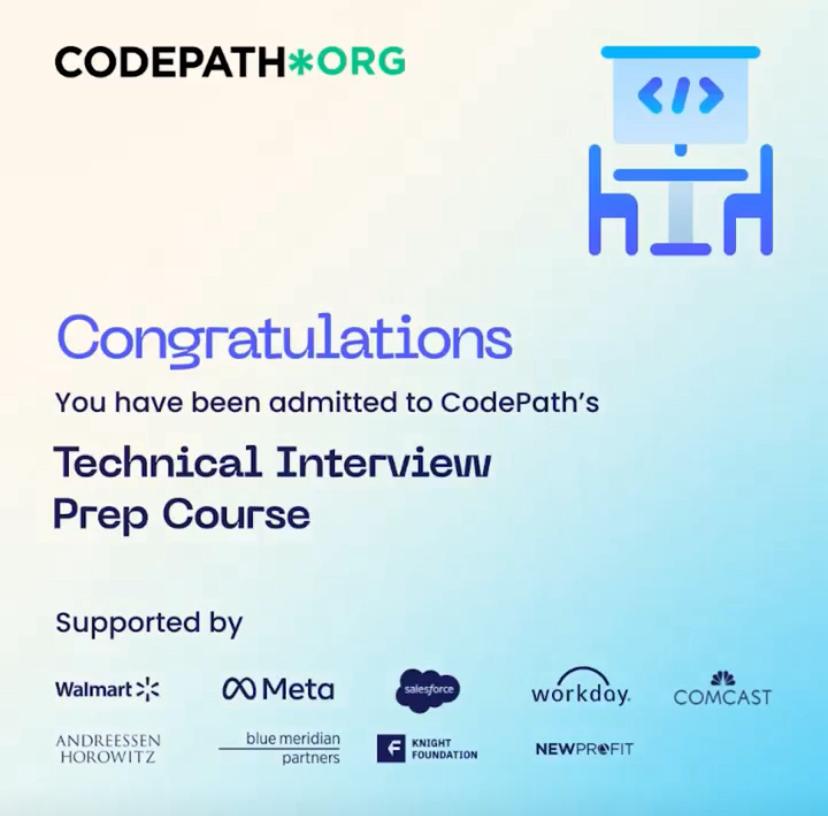 CODEPATH*ORG
</>
Congratulations
You have been admitted to CodePath’s
Technical Interview
Prep Course
Supported by
Walmart Meta salesforce workday. COMCAST
ANDREESSEN HOROWITZ blue meridian partners KNIGHT FOUNDATION NEWPROFIT